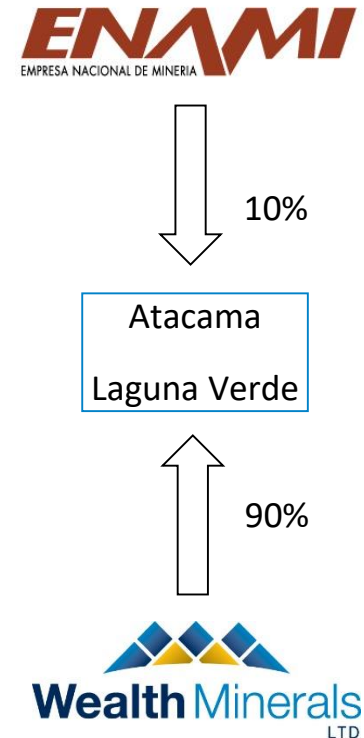 ENAMI
EMPRESA NACIONAL DE MINERIA
10%
Atacama
Laguna Verde
90%
Wealth Minerals
LTD